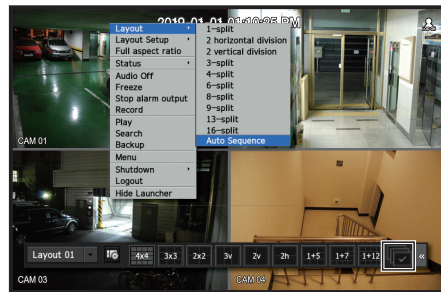 2019-01-01 01:10:25 PM
Layout
Layout Setup
Full aspect ratio
Status
Audio Off
Freeze
Stop alarm output
Record
Play
Search
Backup
Menu
Shutdown
Logout
Hide Launcher
1-split
2 horizontal division
2 vertical division
3-split
4-split
6-split
8-split
9-split
13-split
16-split
Auto Sequence
CAM 01
Layout 01 4x4 3x3 2x2 3v 2v 2h 1+5 1+7 1+12 «
CAM 03
CAM 04